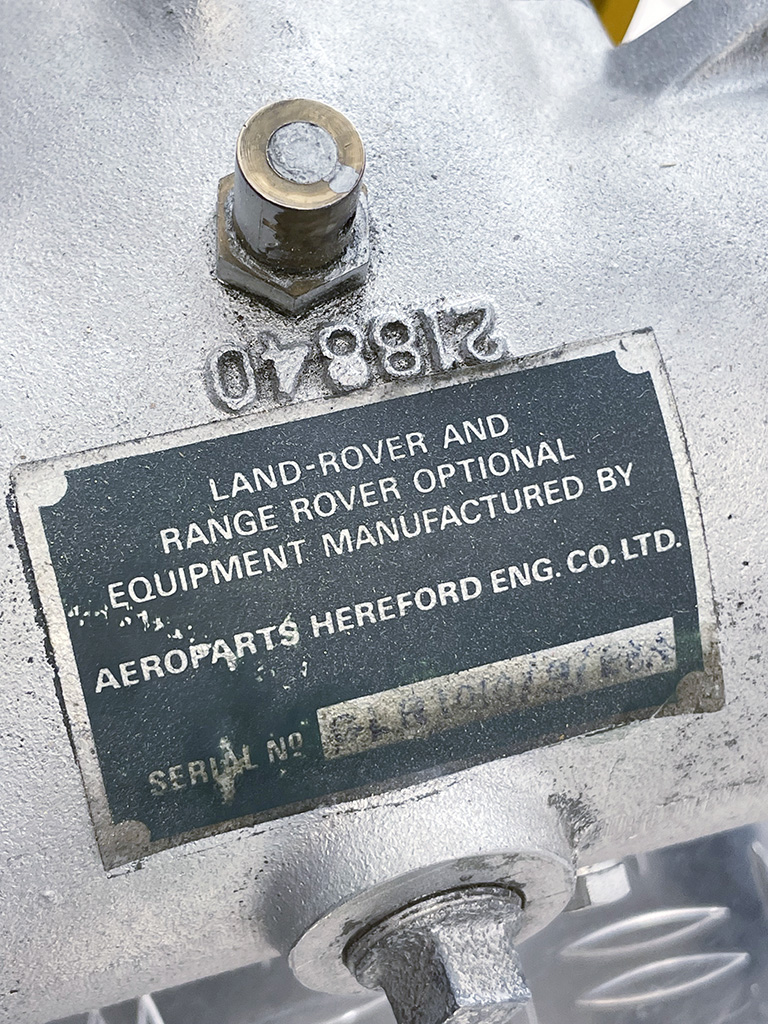 218840
LAND-ROVER AND
RANGE ROVER OPTIONAL
EQUIPMENT MANUFACTURED BY
AEROPARTS HEREFORD ENG. CO. LTD.
SERIAL Nº